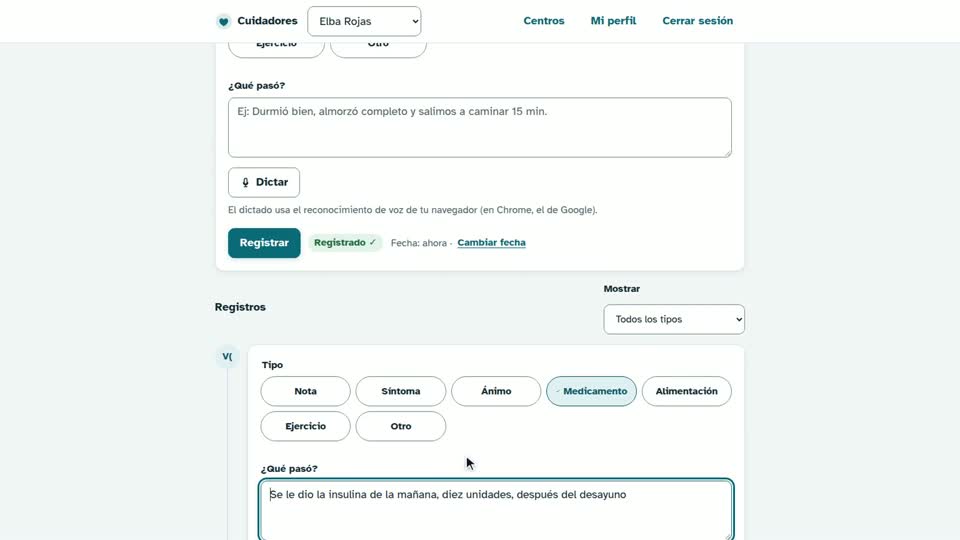 Cuidadores
Elba Rojas
Centros
Mi perfil
Cerrar sesión
Ejercicio
Otro
¿Qué pasó?
Ej: Durmió bien, almorzó completo y salimos a caminar 15 min.
Dictar
El dictado usa el reconocimiento de voz de tu navegador (en Chrome, el de Google).
Registrar
Registrado ✓
Fecha: ahora ·
Cambiar fecha
Mostrar
Registros
Todos los tipos
V(
Tipo
Nota
Síntoma
Ánimo
Medicamento
Alimentación
Ejercicio
Otro
¿Qué pasó?
Se le dio la insulina de la mañana, diez unidades, después del desayuno